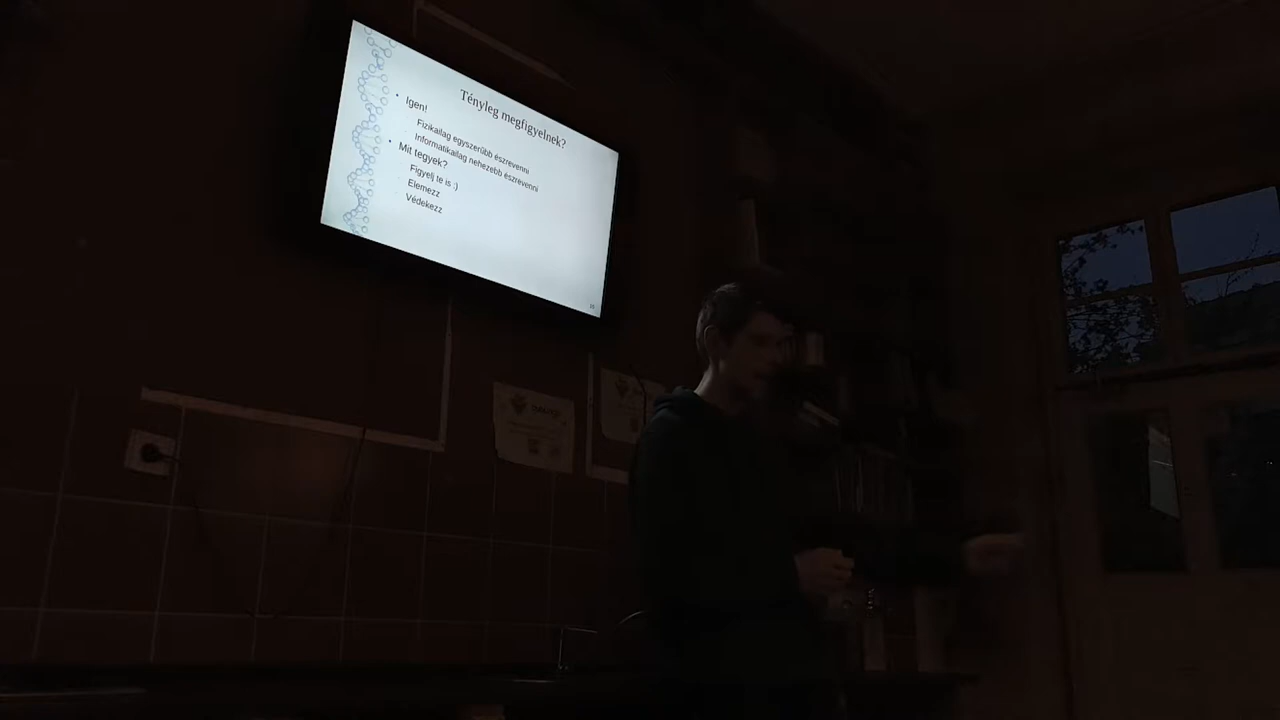 Tényleg megfigyelnek?
Igen!
Fizikailag egyszerűbb észrevenni
Informatikailag nehezebb észrevenni
Mit tegyek?
Figyelj te is :)
Elemezz
Védekezz